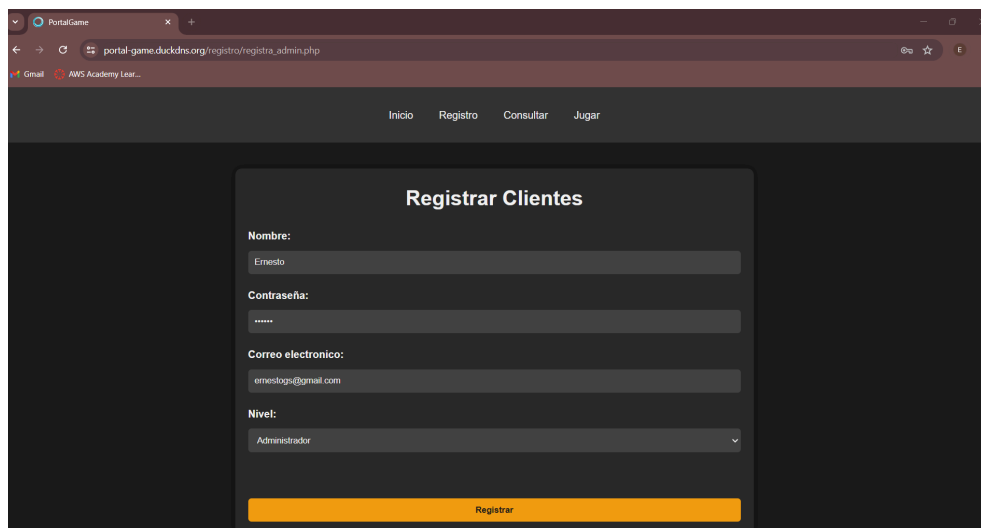 PortalGame
portal-game.duckdns.org/registro/registra_admin.php
E
Gmail AWS Academy Lear...
Inicio Registro Consultar Jugar
Registrar Clientes
Nombre:
Ernesto
Contraseña:
••••••
Correo electronico:
ernestogs@gmail.com
Nivel:
Administrador
Registrar